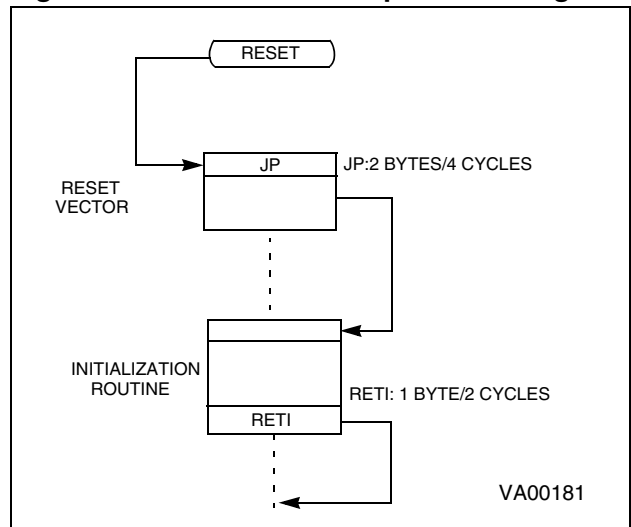 RESET
JP
JP:2 BYTES/4 CYCLES
RESET
VECTOR
INITIALIZATION
ROUTINE
RETI: 1 BYTE/2 CYCLES
RETI
VA00181